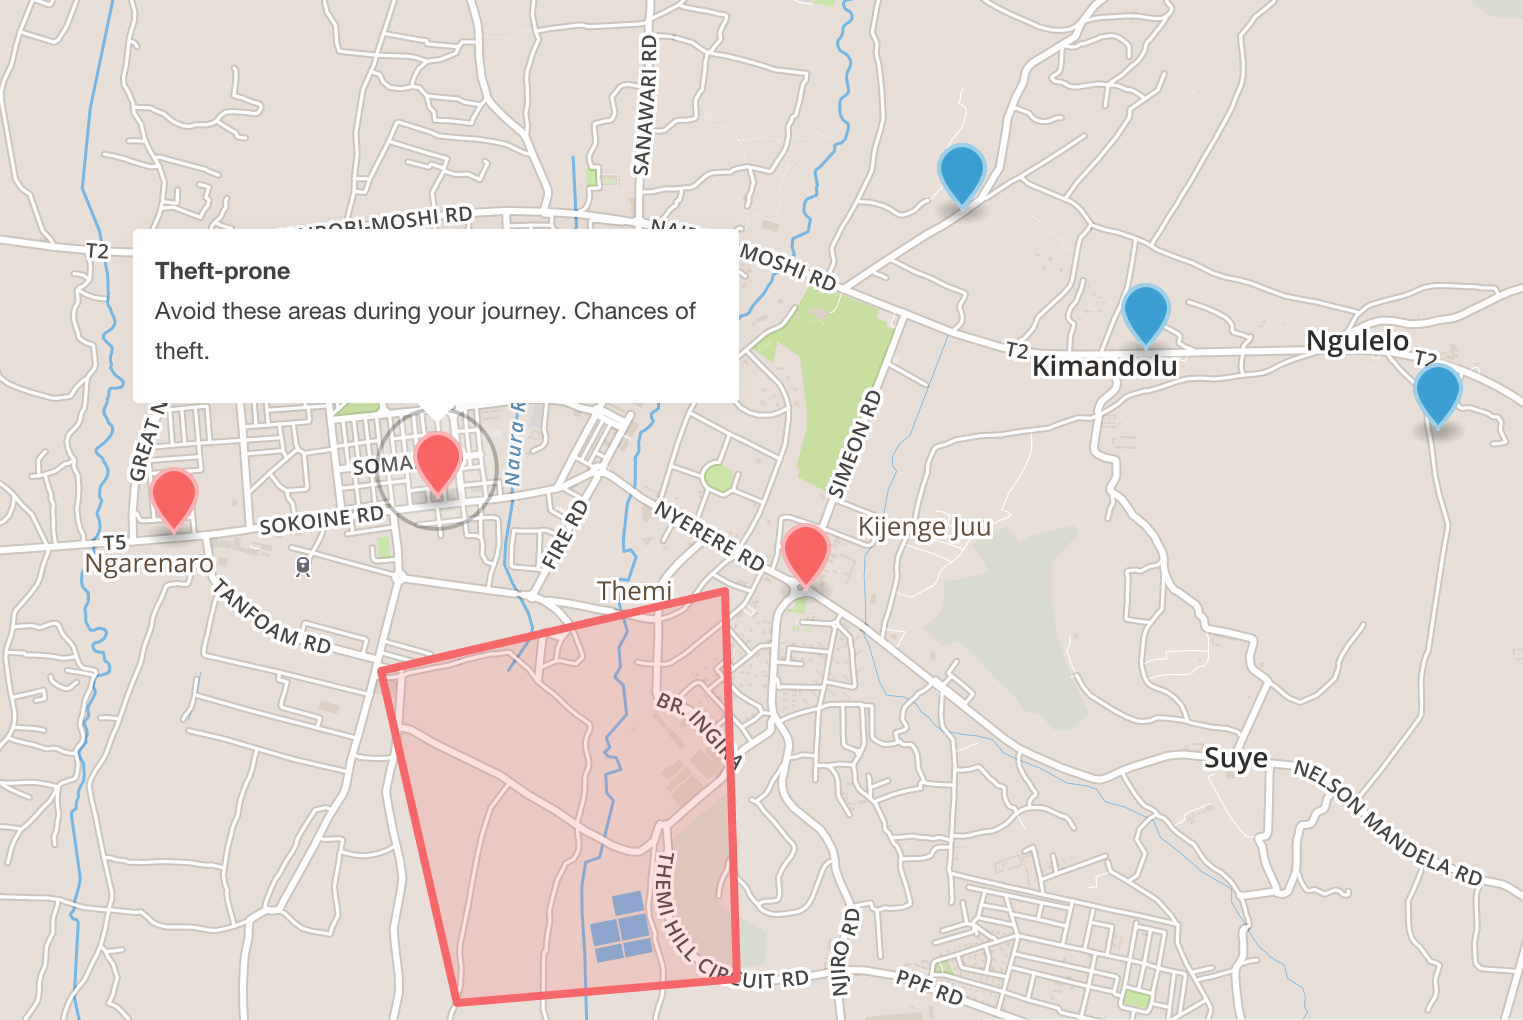 SANAWARI RD
NAIROBI-MOSHI RD
T2
MOSHI RD
Theft-prone
Avoid these areas during your journey. Chances of
theft.
T2
Kimandolu
Ngulelo
T2
GREAT N
Naura-R
SIMEON RD
SOMA
SOKOINE RD
T5
Ngarenaro
FIRE RD
NYERERE RD
Kijenge Juu
Themi
TANFOAM RD
BR. INGIRA
Suye
NELSON MANDELA RD
THEMI HILL CIRCUIT RD
NJIRO RD
PPF RD